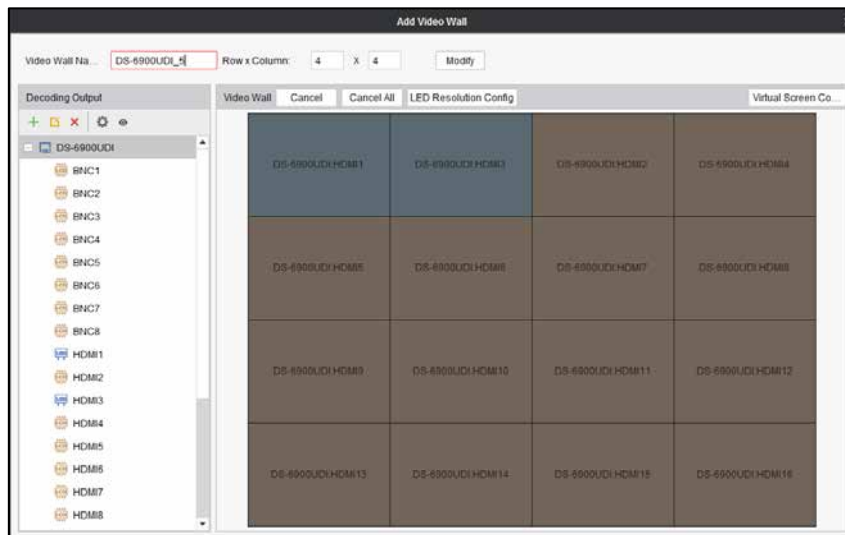 Add Video Wall
Video Wall Na... DS-6900UDI_5 Row x Column: 4 X 4 Modify
Decoding Output
Video Wall Cancel Cancel All LED Resolution Config Virtual Screen Co...
DS-6900UDI
BNC1
BNC2
BNC3
BNC4
BNC5
BNC6
BNC7
BNC8
HDMI1
HDMI2
HDMI3
HDMI4
HDMI5
HDMI6
HDMI7
HDMI8
DS-6900UDI.HDMI1 DS-6900UDI.HDMI3 DS-6900UDI.HDMI2 DS-6900UDI.HDMI4
DS-6900UDI.HDMI5 DS-6900UDI.HDMI6 DS-6900UDI.HDMI7 DS-6900UDI.HDMI8
DS-6900UDI.HDMI9 DS-6900UDI.HDMI10 DS-6900UDI.HDMI11 DS-6900UDI.HDMI12
DS-6900UDI.HDMI13 DS-6900UDI.HDMI14 DS-6900UDI.HDMI15 DS-6900UDI.HDMI16